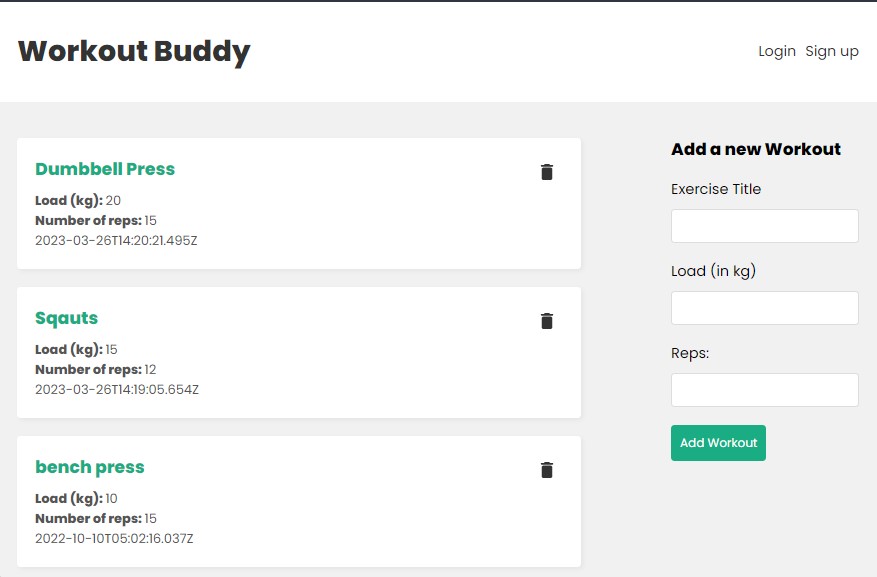 Workout Buddy
Login Sign up
Dumbbell Press
Load (kg): 20
Number of reps: 15
2023-03-26T14:20:21.495Z
Sqauts
Load (kg): 15
Number of reps: 12
2023-03-26T14:19:05.654Z
bench press
Load (kg): 10
Number of reps: 15
2022-10-10T05:02:16.037Z
Add a new Workout
Exercise Title
Load (in kg)
Reps:
Add Workout